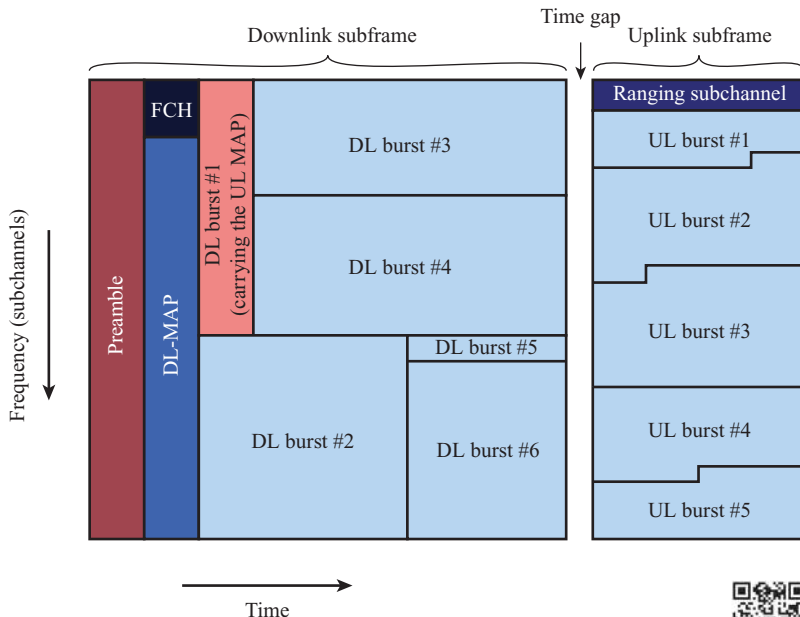 Time gap
Downlink subframe
Uplink subframe
Frequency (subchannels)
Preamble
FCH
DL-MAP
DL burst #1
(carrying the UL MAP)
DL burst #3
DL burst #4
DL burst #2
DL burst #5
DL burst #6
Ranging subchannel
UL burst #1
UL burst #2
UL burst #3
UL burst #4
UL burst #5
Time